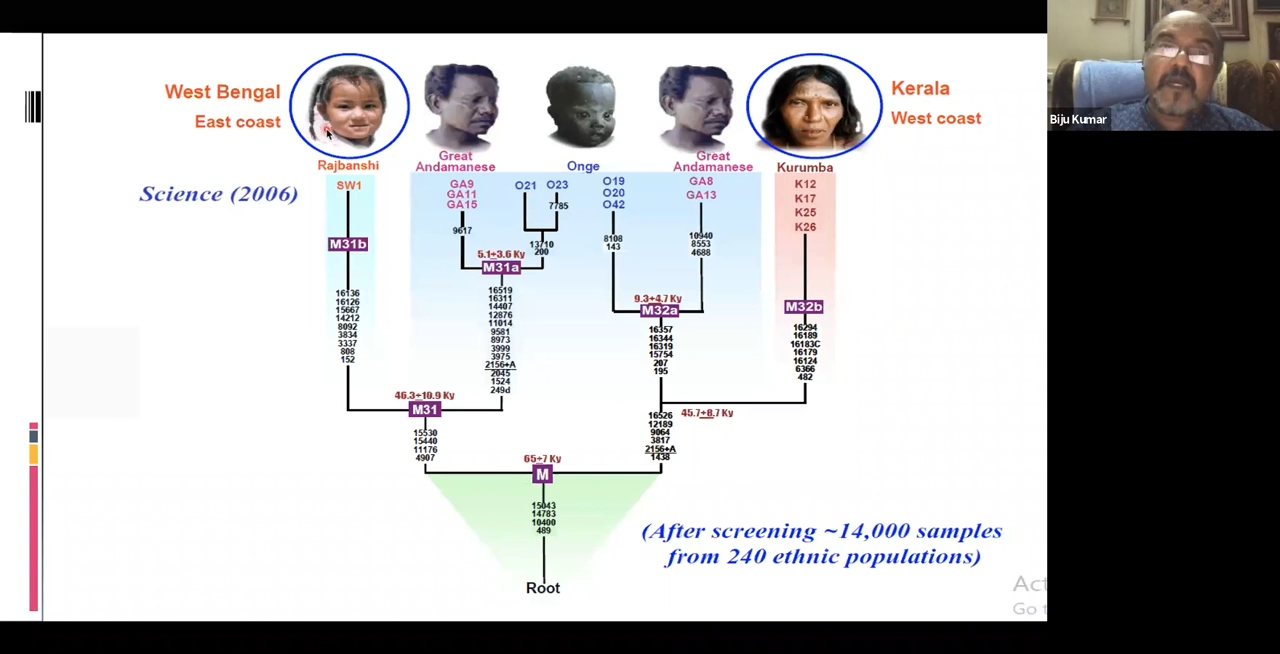 West Bengal
East coast
Kerala
West coast
Biju Kumar
Rajbanshi
Great
Andamanese
Onge
Great
Andamanese
Kurumba
Science (2006)
SW1
GA9
GA11
GA15
O21
O23
O19
O20
O42
GA8
GA13
K12
K17
K25
K26
7785
9617
13710
200
8108
143
10940
8553
4688
M31b
5.1±3.6 Ky
M31a
9.3±4.7 Ky
M32a
M32b
16136
16126
15667
14212
8092
3834
3337
808
152
16519
16311
14407
12876
11014
9581
8973
3999
3975
2156+A
2045
1524
249d
16357
16344
16319
15754
207
195
16294
16189
16183C
16179
16124
6366
482
46.3±10.9 Ky
M31
45.7±8.7 Ky
15530
15440
11176
4907
16526
12189
9064
3817
2156+A
1438
65±7 Ky
M
15043
14783
10400
489
Root
(After screening ~14,000 samples
from 240 ethnic populations)
Act
Go t